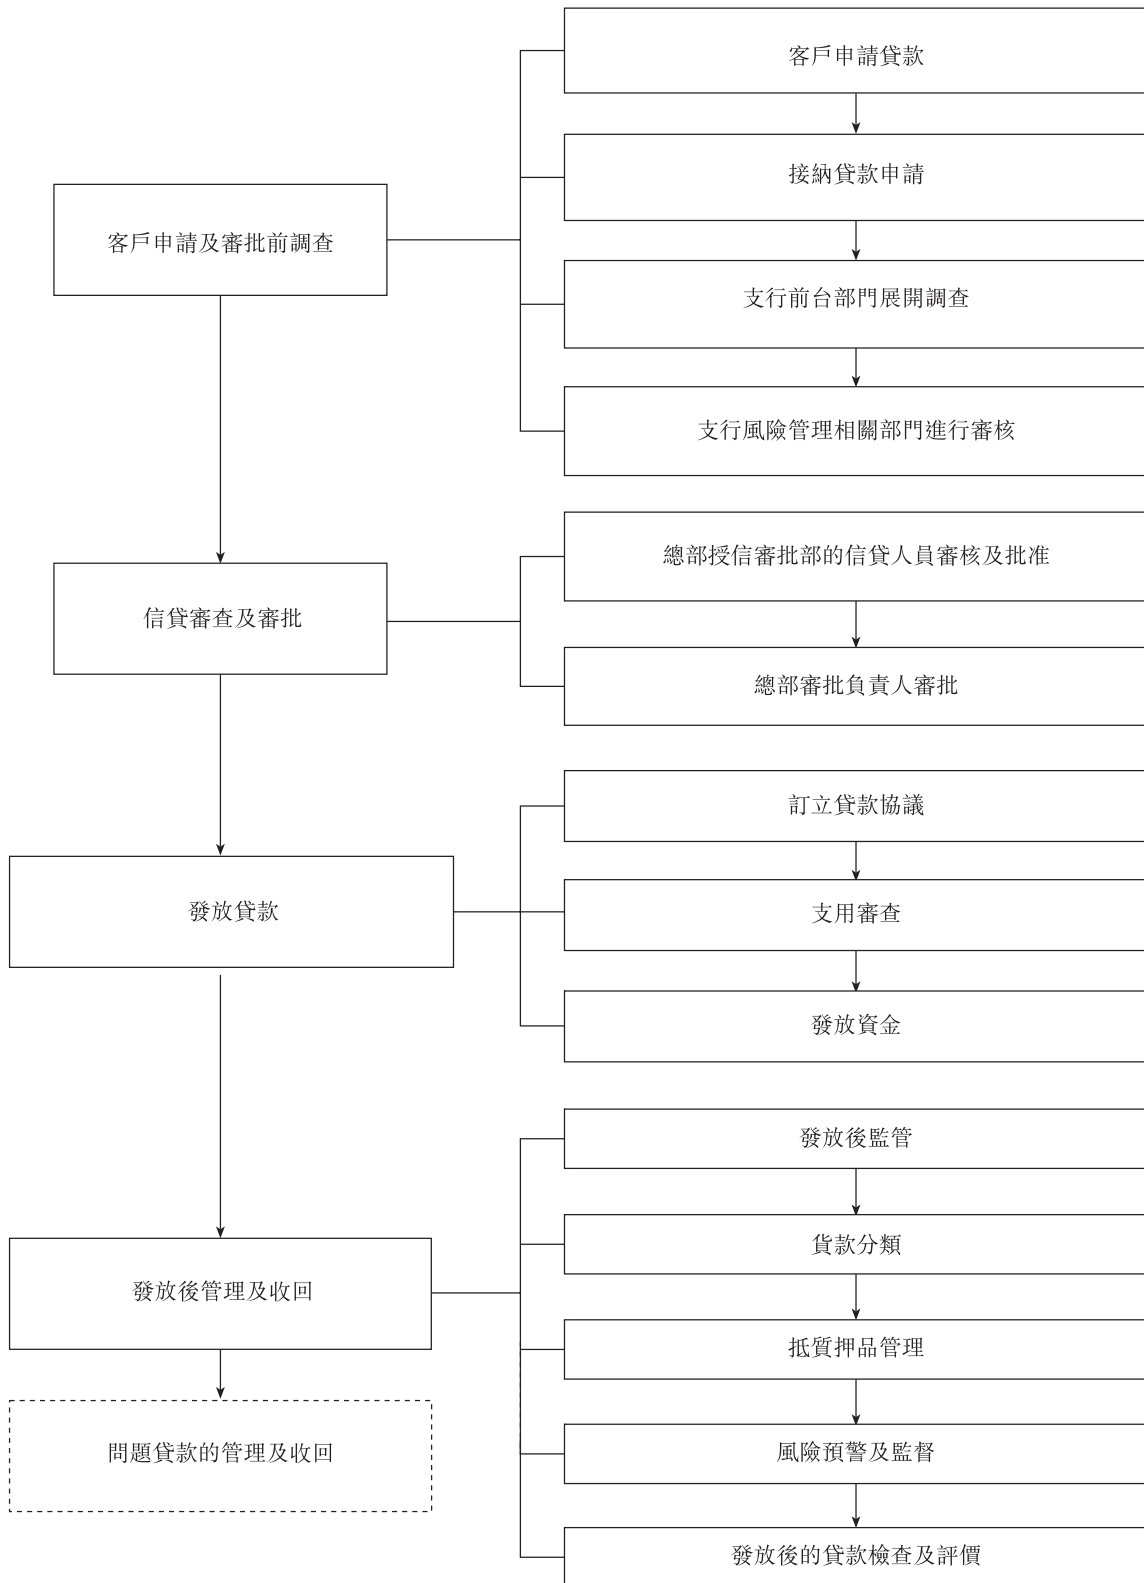 客戶申請及審批前調查
客戶申請貸款
接納貸款申請
支行前台部門展開調查
支行風險管理相關部門進行審核
信貸審查及審批
總部授信審批部的信貸人員審核及批准
總部審批負責人審批
發放貸款
訂立貸款協議
支用審查
發放資金
發放後管理及收回
發放後監管
貨款分類
抵質押品管理
風險預警及監督
發放後的貸款檢查及評價
問題貸款的管理及收回